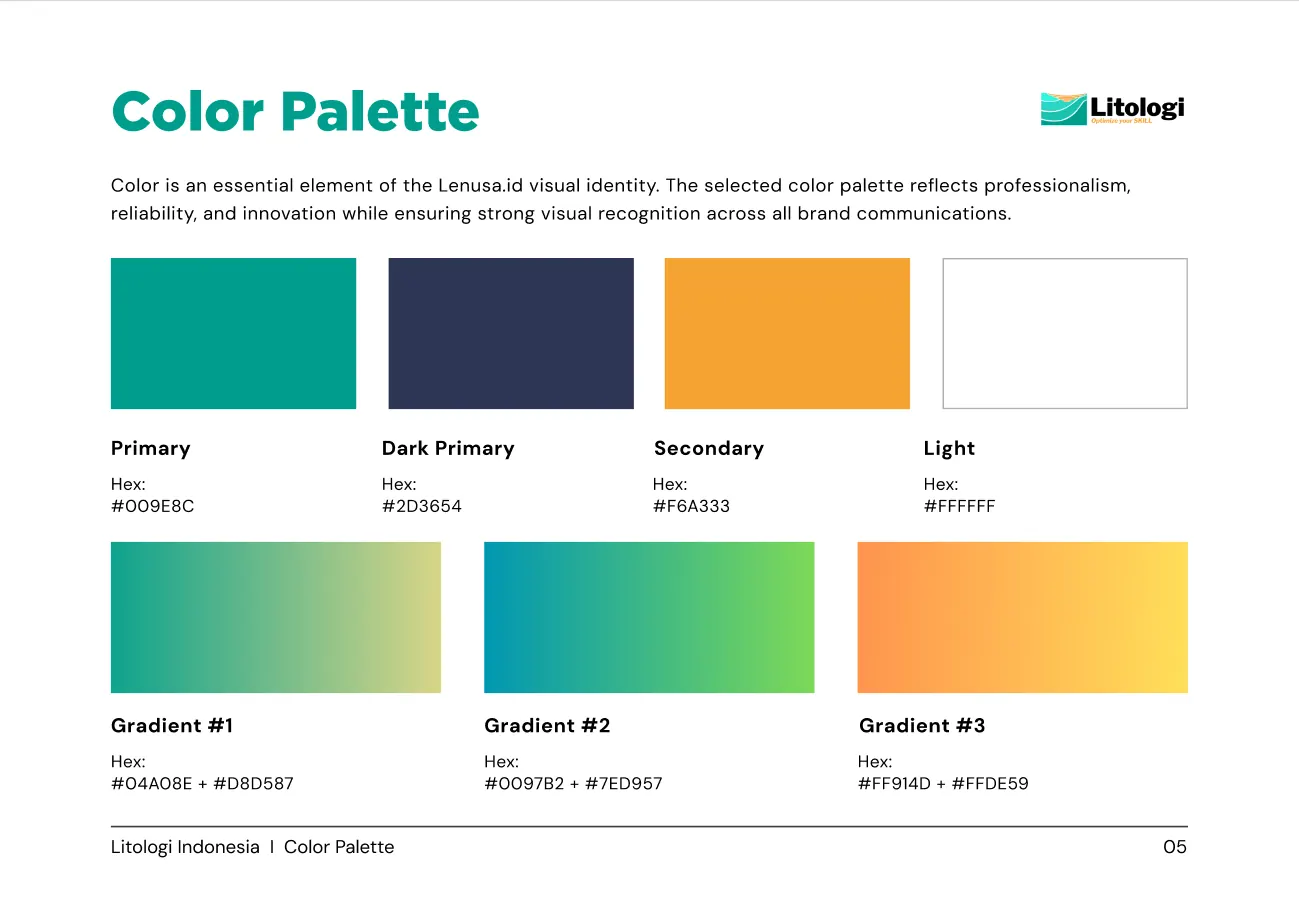 Color Palette
Litologi
Optimize your SKILL
Color is an essential element of the Lenusa.id visual identity. The selected color palette reflects professionalism,
reliability, and innovation while ensuring strong visual recognition across all brand communications.
Primary
Hex:
#009E8C
Dark Primary
Hex:
#2D3654
Secondary
Hex:
#F6A333
Light
Hex:
#FFFFFF
Gradient #1
Hex:
#04A08E + #D8D587
Gradient #2
Hex:
#0097B2 + #7ED957
Gradient #3
Hex:
#FF914D + #FFDE59
Litologi Indonesia | Color Palette
05